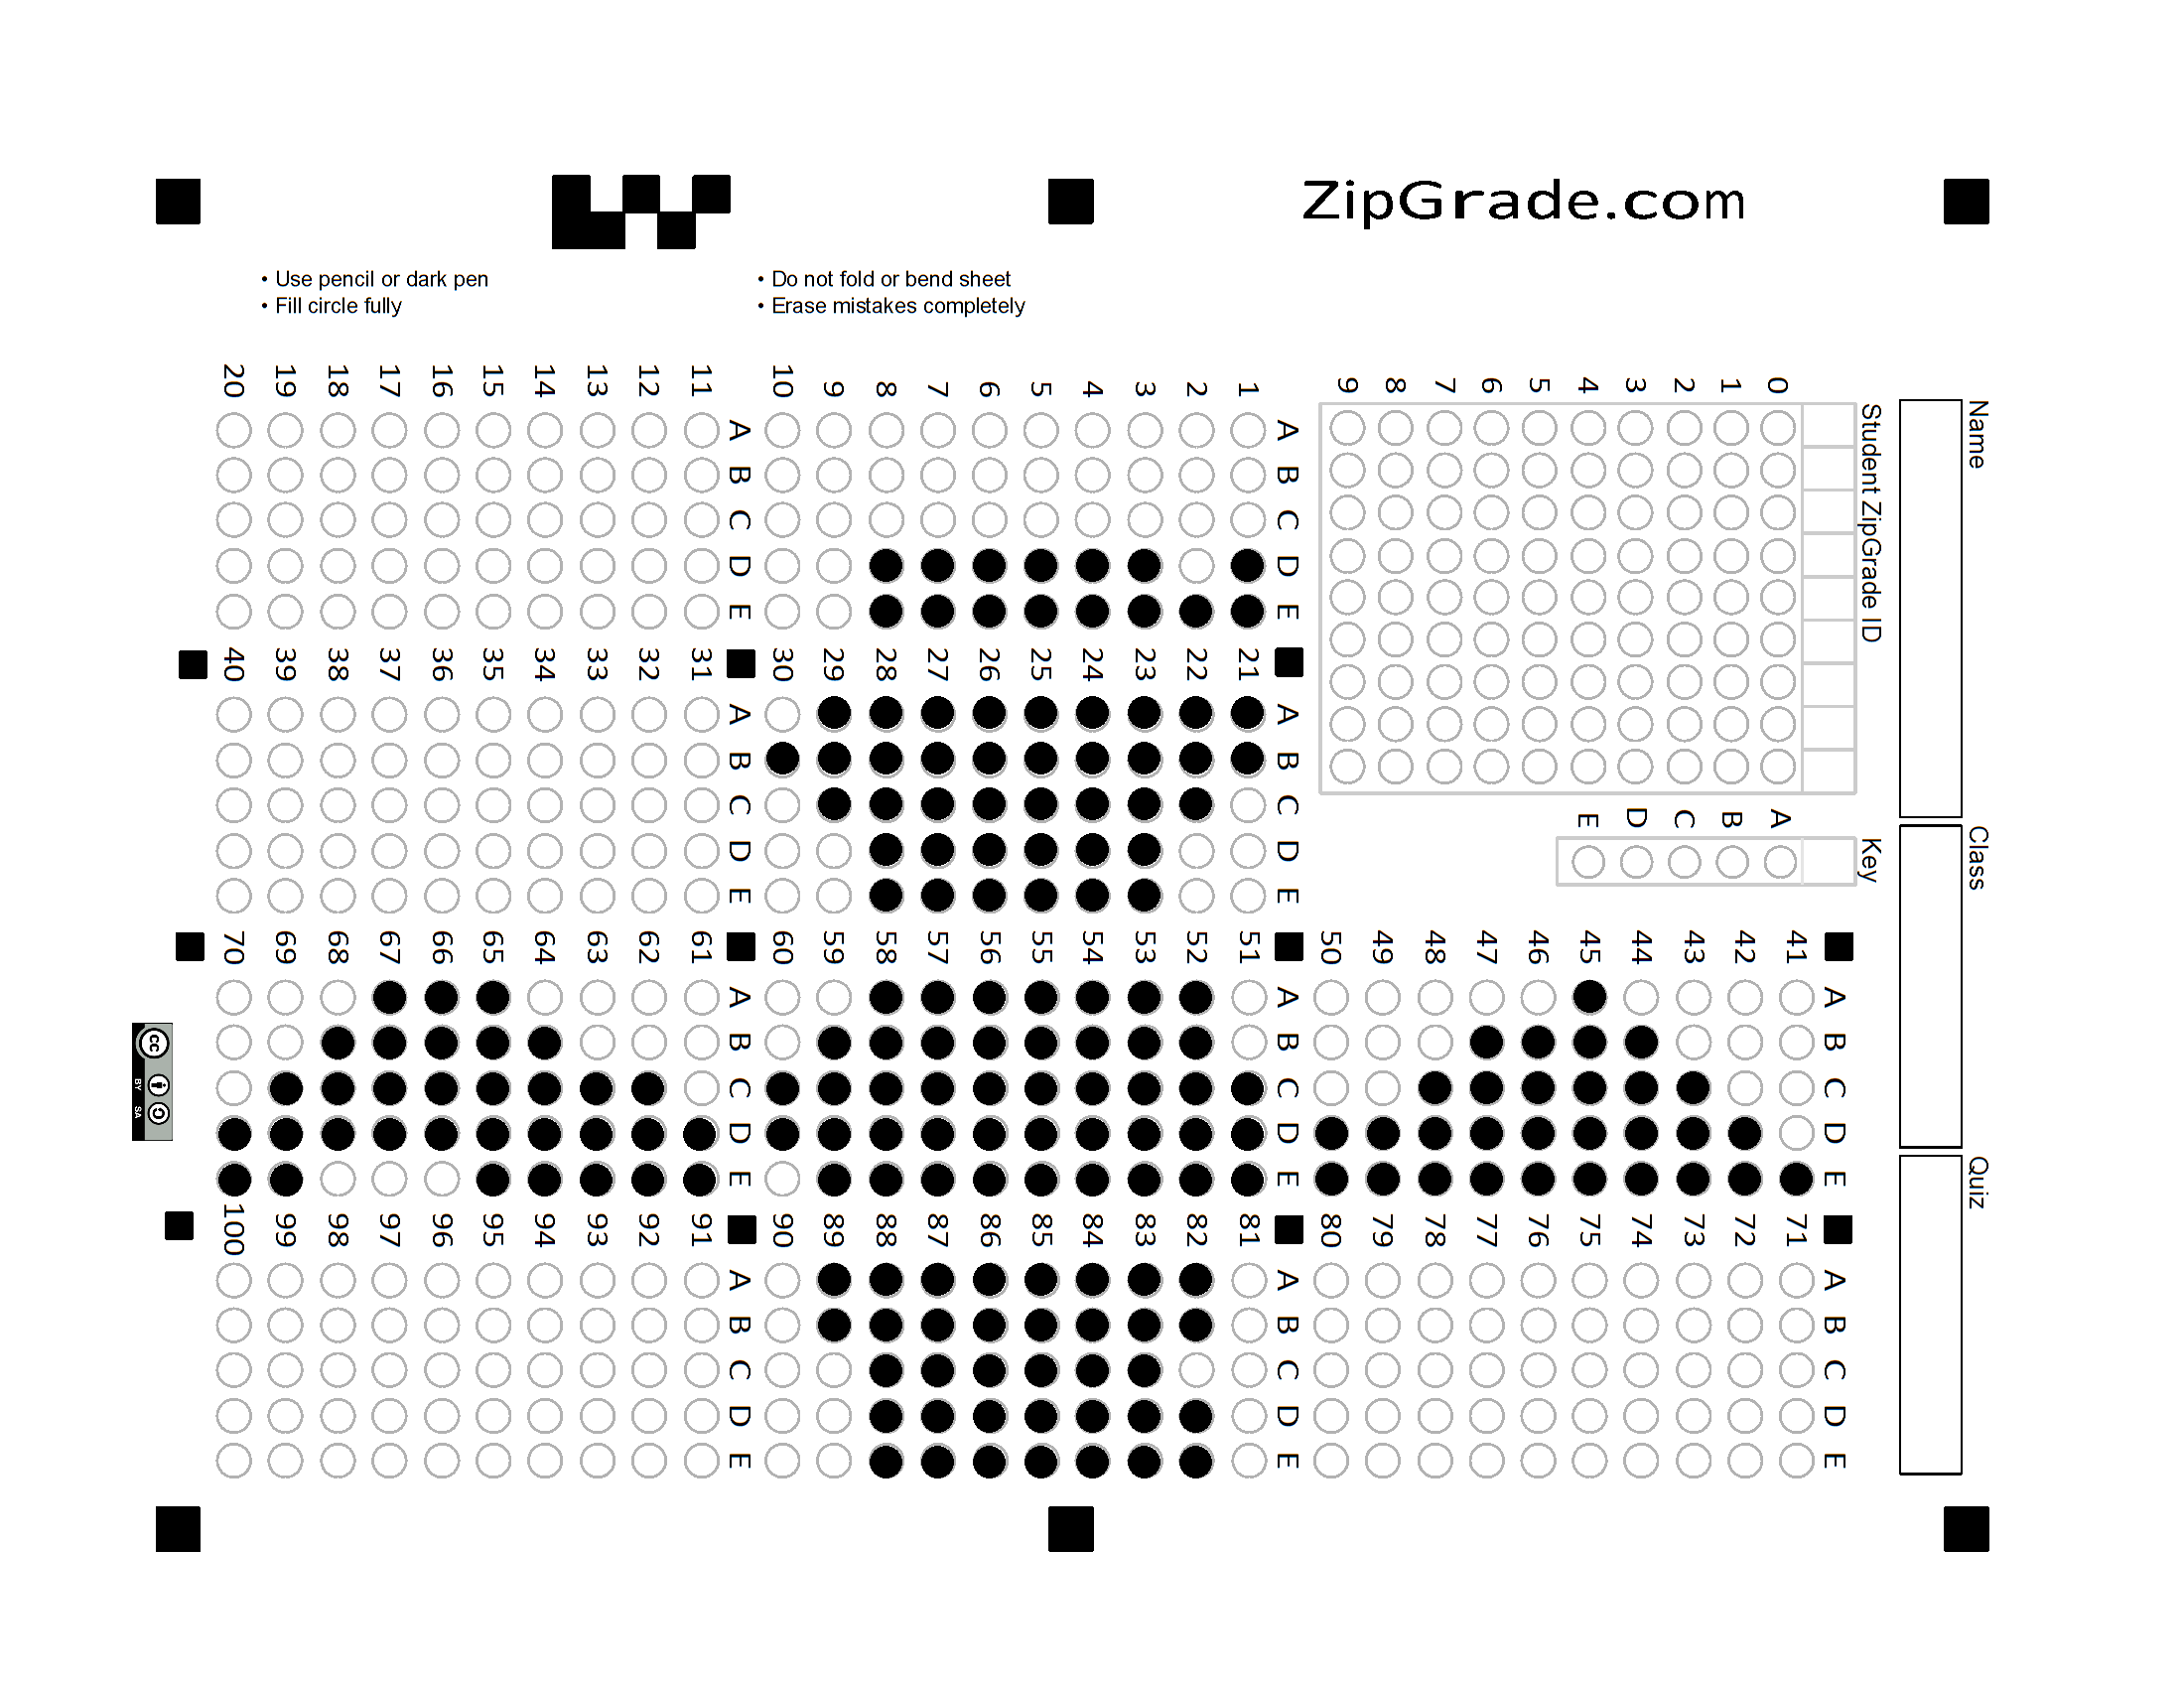 ZipGrade.com
• Use pencil or dark pen
• Fill circle fully
• Do not fold or bend sheet
• Erase mistakes completely
Name
Class
Quiz
Student ZipGrade ID
0 1 2 3 4 5 6 7 8 9
Key
A B C D E
1 2 3 4 5 6 7 8 9 10
A B C D E
11 12 13 14 15 16 17 18 19 20
A B C D E
21 22 23 24 25 26 27 28 29 30
A B C D E
31 32 33 34 35 36 37 38 39 40
A B C D E
41 42 43 44 45 46 47 48 49 50
A B C D E
51 52 53 54 55 56 57 58 59 60
A B C D E
61 62 63 64 65 66 67 68 69 70
A B C D E
71 72 73 74 75 76 77 78 79 80
A B C D E
81 82 83 84 85 86 87 88 89 90
A B C D E
91 92 93 94 95 96 97 98 99 100
A B C D E
cc
BY SA